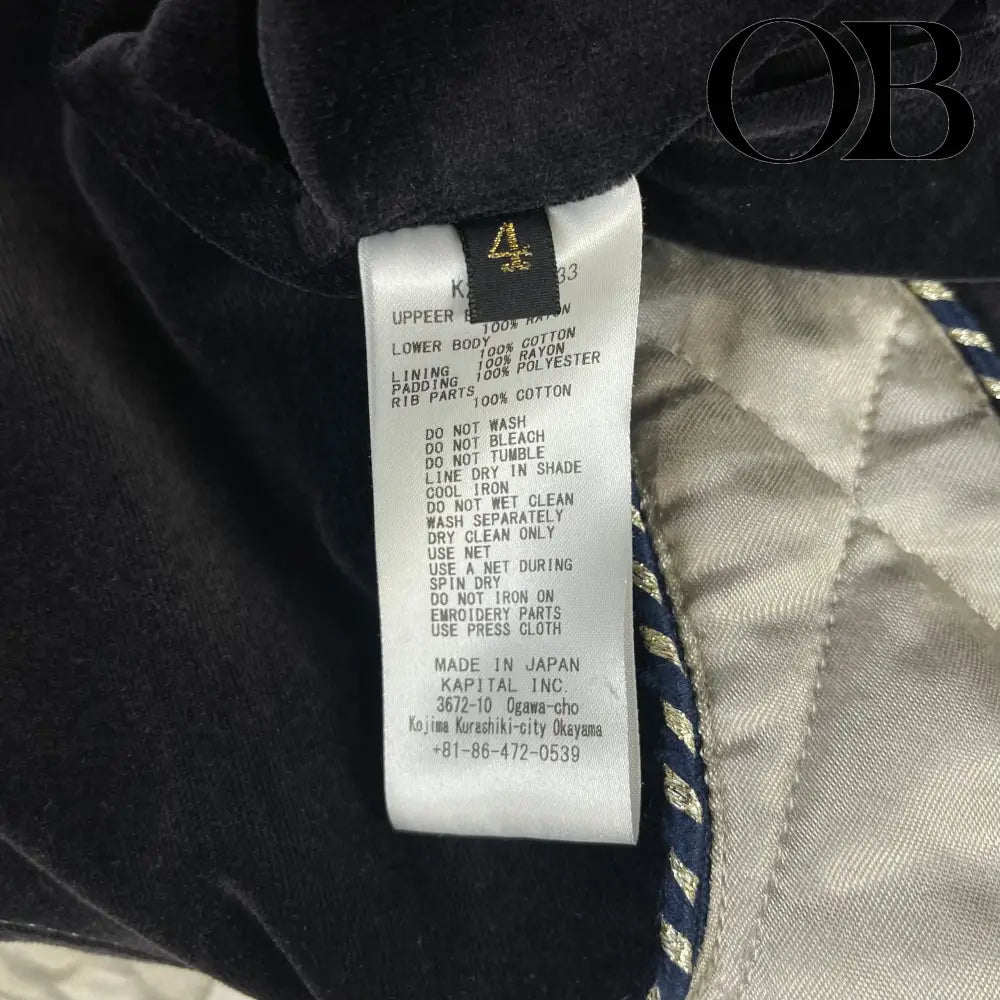 OB
4
UPPEER
100% RAYON
LOWER BODY
100% COTTON
LINING 100% RAYON
PADDING 100% POLYESTER
RIB PARTS 100% COTTON
DO NOT WASH
DO NOT BLEACH
DO NOT TUMBLE
LINE DRY IN SHADE
COOL IRON
DO NOT WET CLEAN
WASH SEPARATELY
DRY CLEAN ONLY
USE NET
USE A NET DURING
SPIN DRY
DO NOT IRON ON
EMROIDERY PARTS
USE PRESS CLOTH
MADE IN JAPAN
KAPITAL INC.
3672-10 Ogawa-cho
Kojima Kurashiki-city Okayama
+81-86-472-0539